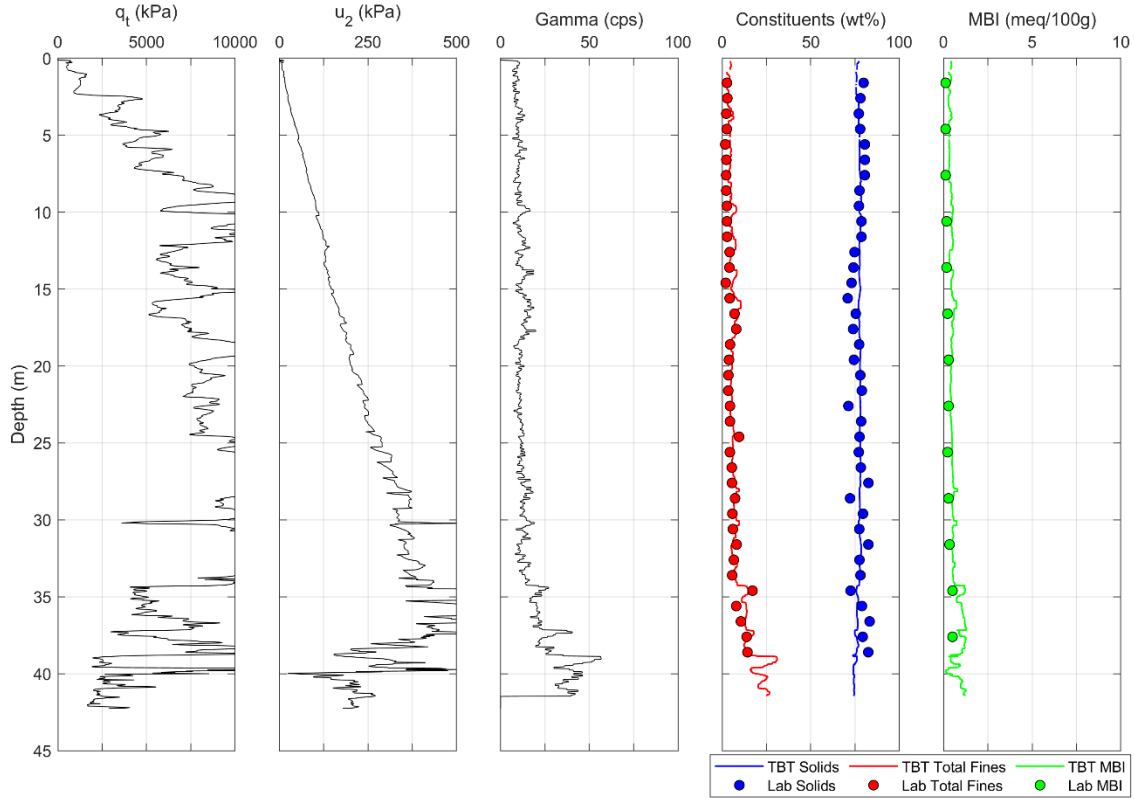 q_t (kPa)
u_2 (kPa)
Gamma (cps)
Constituents (wt%)
MBI (meq/100g)
0 5000 10000
0 250 500
0 50 100
0 50 100
0 5 10
Depth (m)
0
5
10
15
20
25
30
35
40
45
TBT Solids
TBT Total Fines
TBT MBI
Lab Solids
Lab Total Fines
Lab MBI